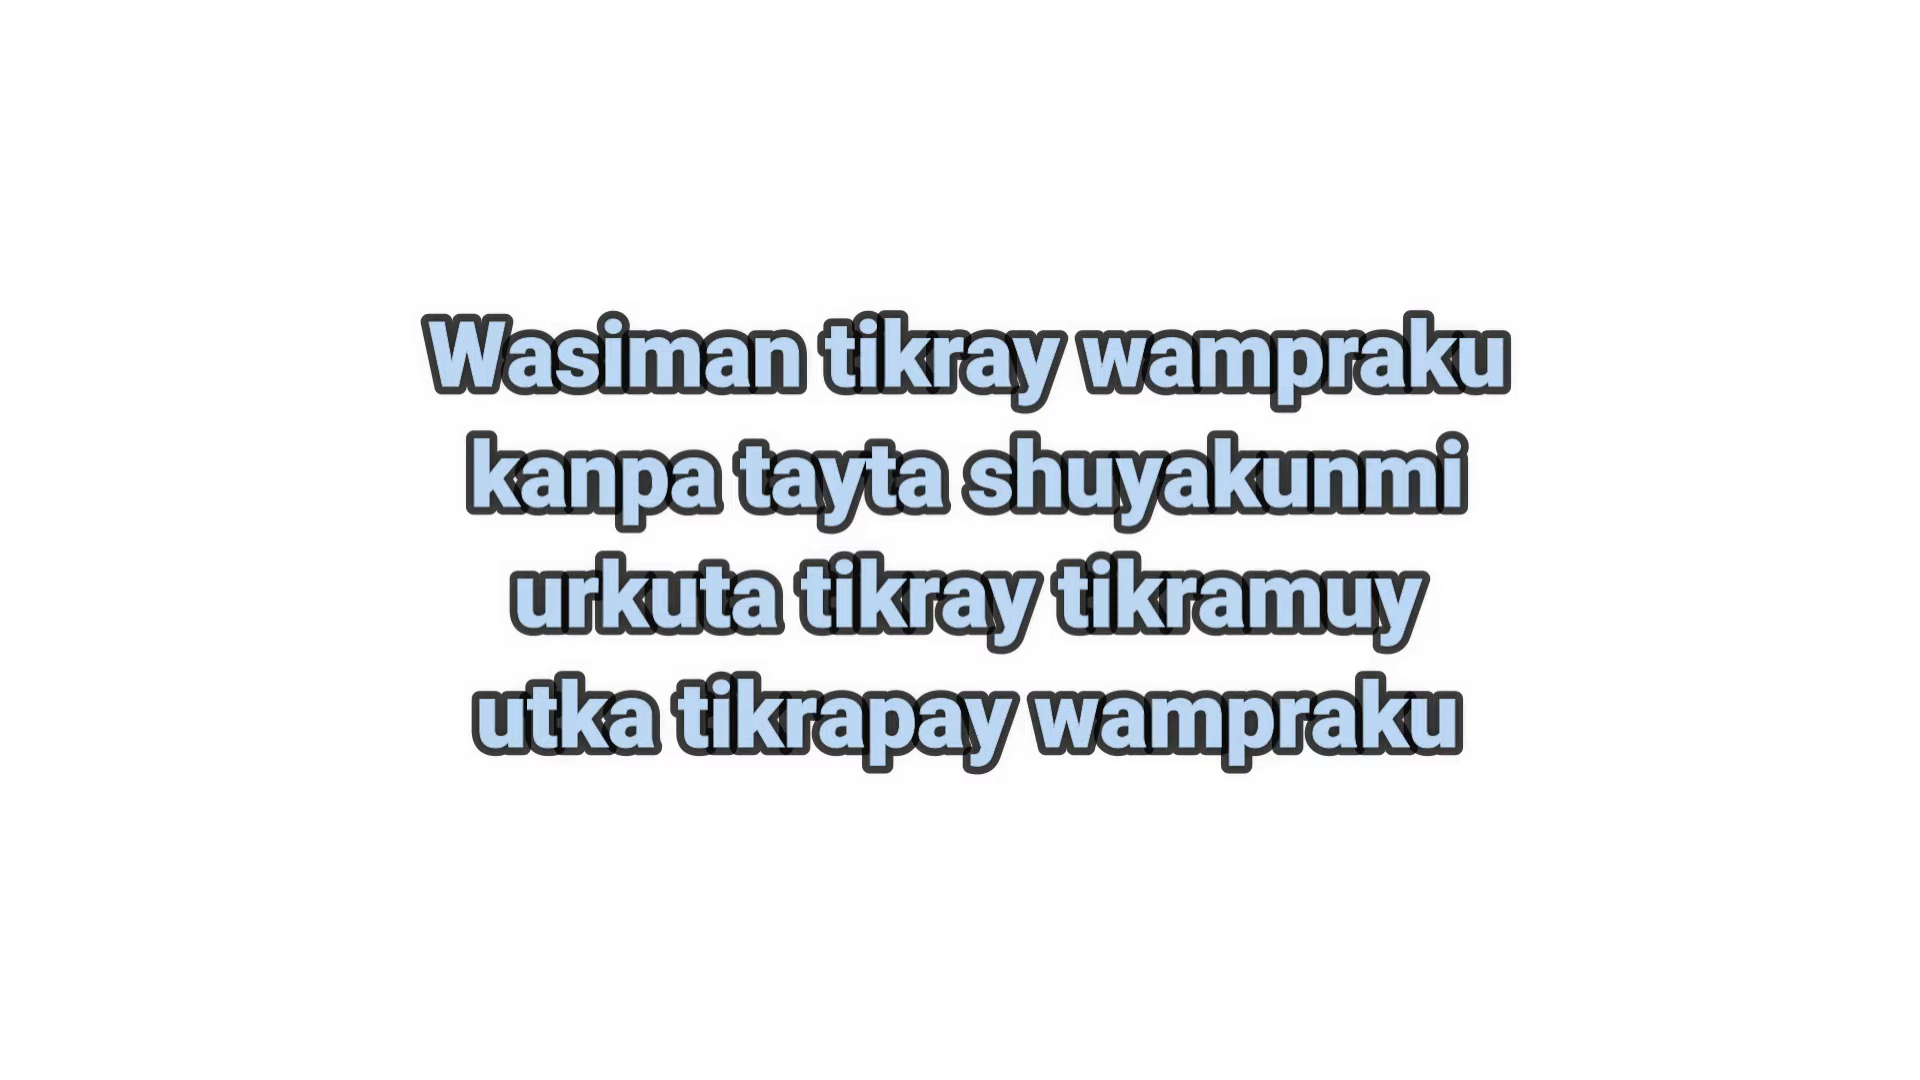 Wasiman tikray wampraku
kanpa tayta shuyakunmi
urkuta tikray tikramuy
utka tikrapay wampraku